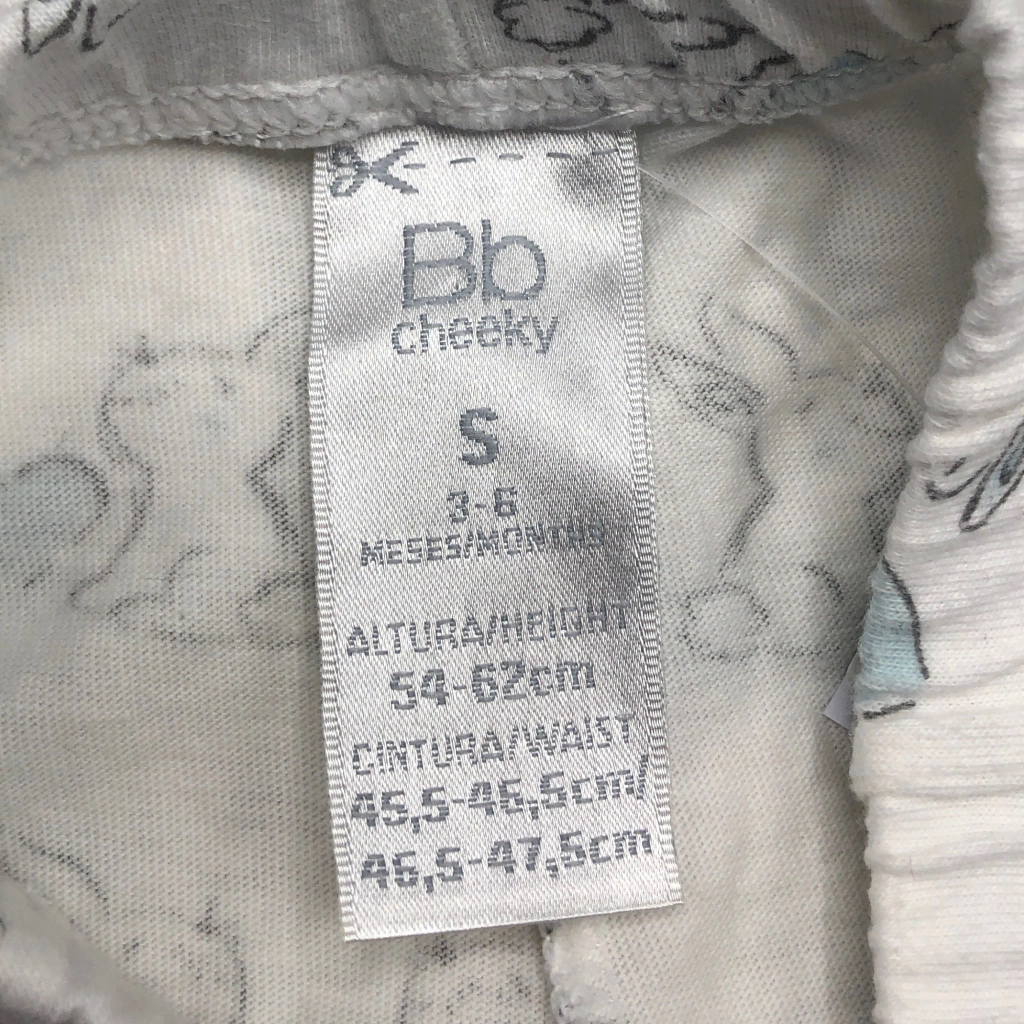 Bb
cheeky
S
3-6
MESES/MONTHS
ALTURA/HEIGHT
54-62cm
CINTURA/WAIST
45,5-46,5cm/
46,5-47,5cm